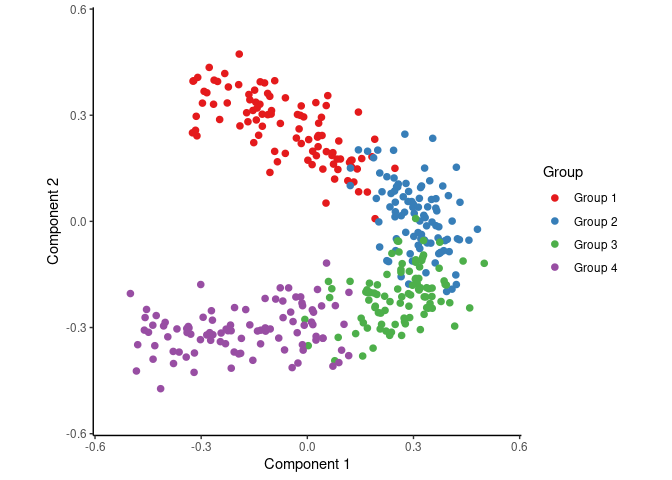 0.6
0.3
0.0
-0.3
-0.6
Component 2
-0.6 -0.3 0.0 0.3 0.6
Component 1
Group
Group 1
Group 2
Group 3
Group 4